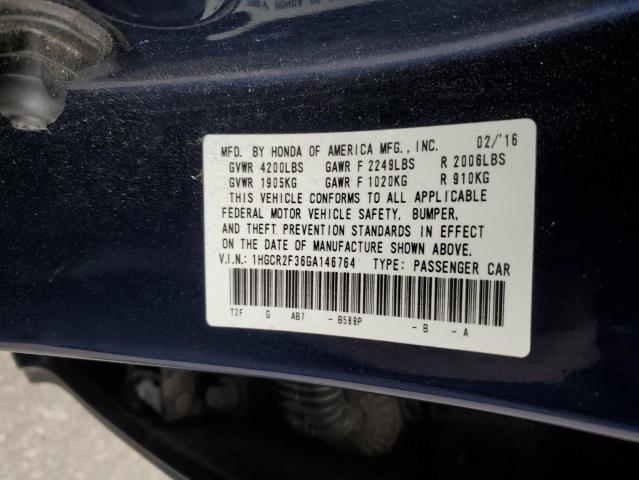 MFD. BY HONDA OF AMERICA MFG., INC. 02/'16
GVWR 4200LBS GAWR F 2249LBS R 2006LBS
GVWR 1905KG GAWR F 1020KG R 910KG
THIS VEHICLE CONFORMS TO ALL APPLICABLE
FEDERAL MOTOR VEHICLE SAFETY, BUMPER,
AND THEFT PREVENTION STANDARDS IN EFFECT
ON THE DATE OF MANUFACTURE SHOWN ABOVE.
V.I.N.: 1HGCR2F36GA146764 TYPE: PASSENGER CAR
T2F G AB7 - B588P - B - A